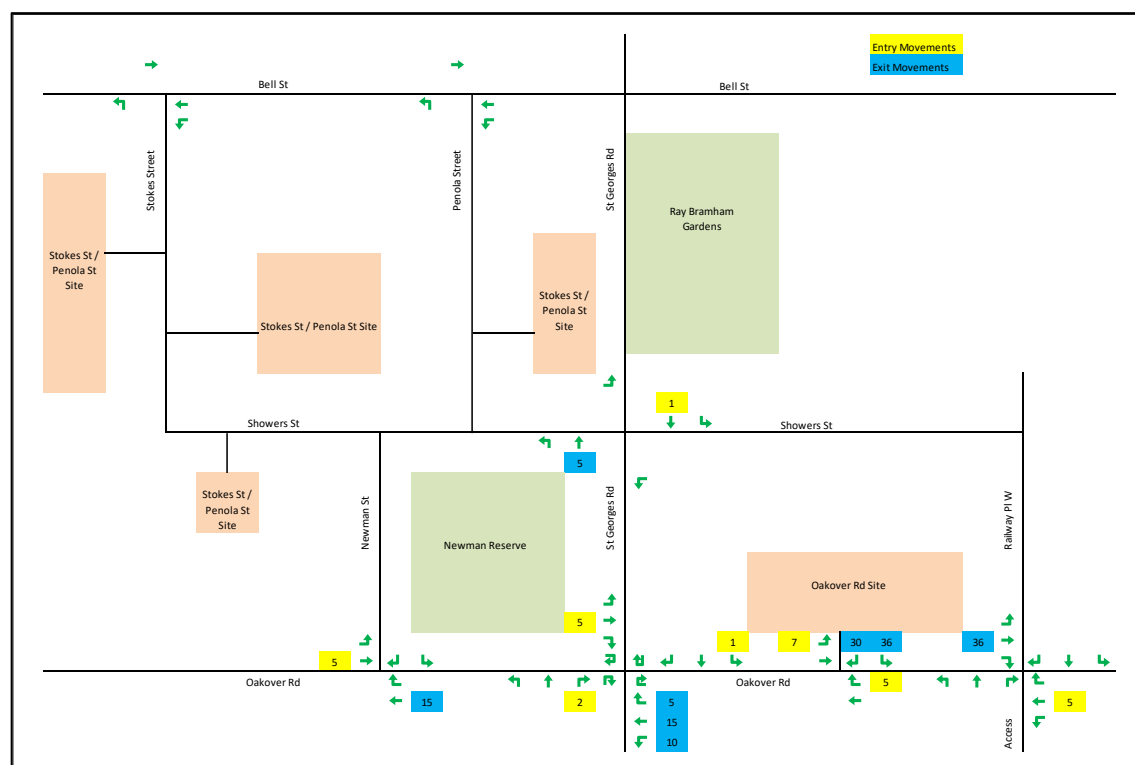 Entry Movements
Exit Movements
Bell St
Bell St
Stokes Street
Penola Street
St Georges Rd
Ray Bramham
Gardens
Stokes St /
Penola St
Site
Stokes St / Penola St Site
Stokes St /
Penola St
Site
1
Showers St
Showers St
5
Stokes St /
Penola St
Site
Newman St
Newman Reserve
St Georges Rd
Railway Pl W
Oakover Rd Site
5
5
1
7
30
36
36
Oakover Rd
Oakover Rd
5
15
2
5
15
10
5
Access